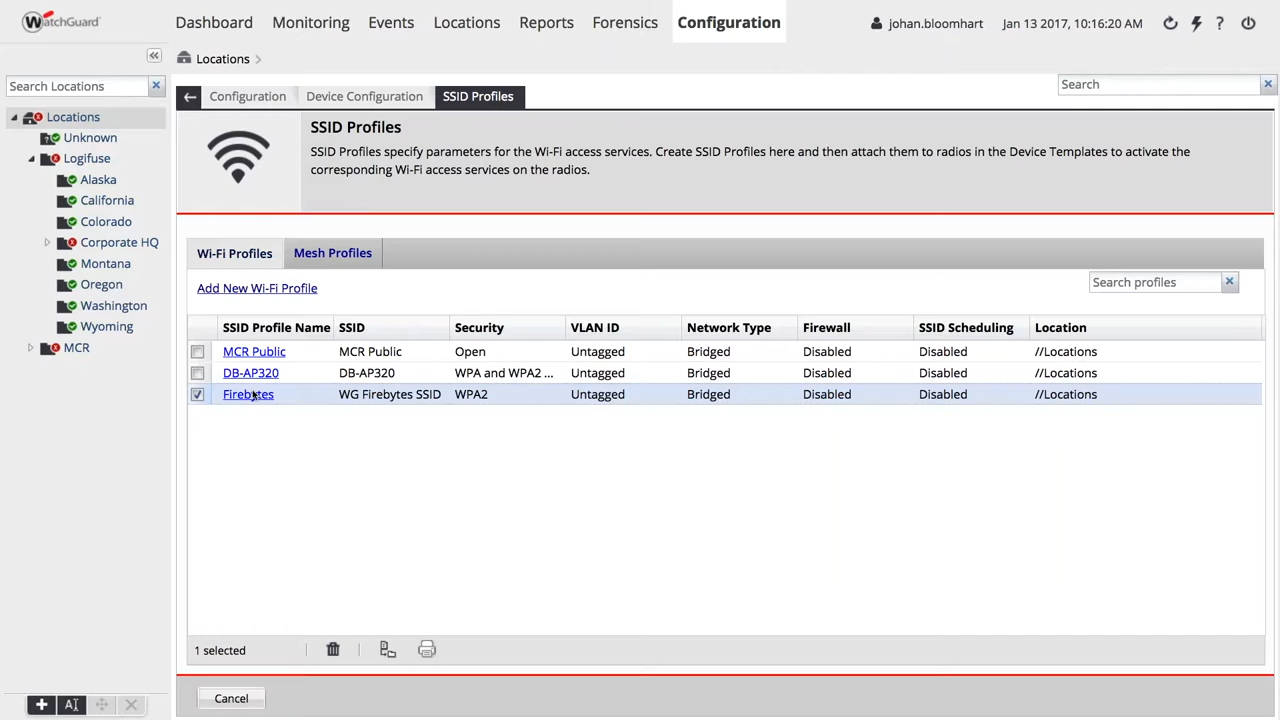 WatchGuard
Dashboard Monitoring Events Locations Reports Forensics Configuration
johan.bloomhart Jan 13 2017, 10:16:20 AM ?
Search Locations
Locations
Unknown
Logifuse
Alaska
California
Colorado
Corporate HQ
Montana
Oregon
Washington
Wyoming
MCR
Locations
Search
Configuration Device Configuration SSID Profiles
SSID Profiles
SSID Profiles specify parameters for the Wi-Fi access services. Create SSID Profiles here and then attach them to radios in the Device Templates to activate the
corresponding Wi-Fi access services on the radios.
Wi-Fi Profiles Mesh Profiles
Add New Wi-Fi Profile
Search profiles
SSID Profile Name SSID Security VLAN ID Network Type Firewall SSID Scheduling Location
MCR Public MCR Public Open Untagged Bridged Disabled Disabled //Locations
DB-AP320 DB-AP320 WPA and WPA2 ... Untagged Bridged Disabled Disabled //Locations
Firebytes WG Firebytes SSID WPA2 Untagged Bridged Disabled Disabled //Locations
1 selected
Cancel